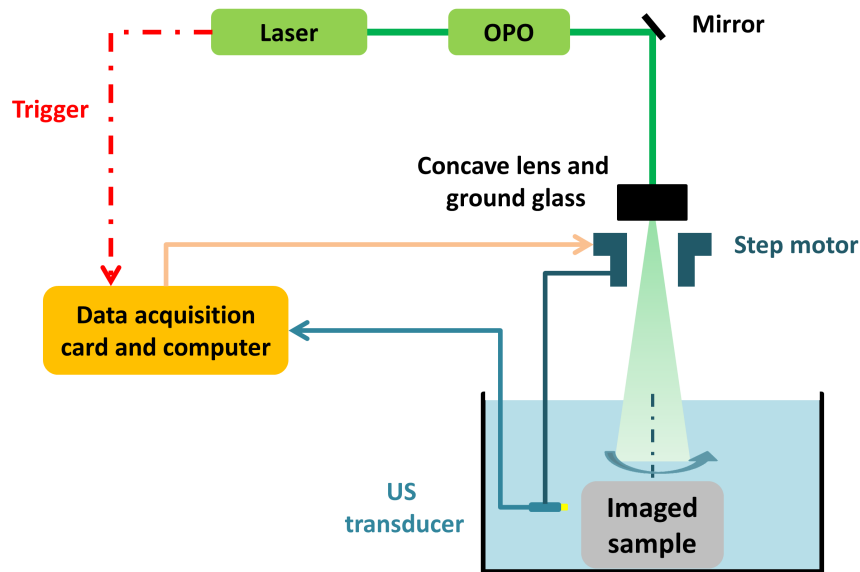 Laser
OPO
Mirror
Trigger
Concave lens and
ground glass
Step motor
Data acquisition
card and computer
US
transducer
Imaged
sample